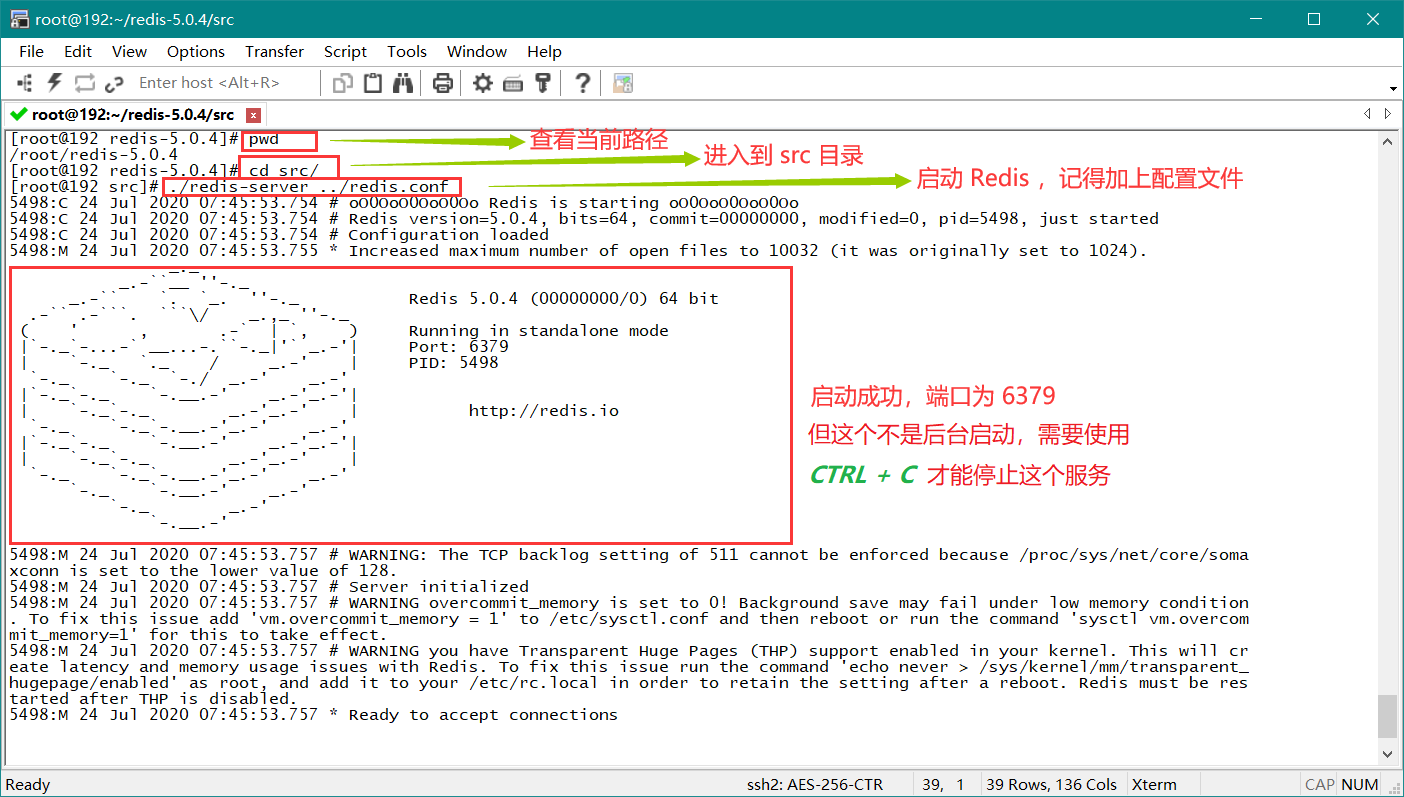 root@192:~/redis-5.0.4/src
File Edit View Options Transfer Script Tools Window Help
Enter host <Alt+R>
root@192:~/redis-5.0.4/src
[root@192 redis-5.0.4]# pwd
查看当前路径
/root/redis-5.0.4
[root@192 redis-5.0.4]# cd src/
进入到 src 目录
[root@192 src]# ./redis-server ../redis.conf
启动 Redis ，记得加上配置文件
5498:C 24 Jul 2020 07:45:53.754 # oO0OoO0OoO0Oo Redis is starting oO0OoO0OoO0Oo
5498:C 24 Jul 2020 07:45:53.754 # Redis version=5.0.4, bits=64, commit=00000000, modified=0, pid=5498, just started
5498:C 24 Jul 2020 07:45:53.754 # Configuration loaded
5498:M 24 Jul 2020 07:45:53.755 * Increased maximum number of open files to 10032 (it was originally set to 1024).
Redis 5.0.4 (00000000/0) 64 bit
Running in standalone mode
Port: 6379
PID: 5498
http://redis.io
启动成功，端口为 6379
但这个不是后台启动，需要使用
CTRL + C 才能停止这个服务
5498:M 24 Jul 2020 07:45:53.757 # WARNING: The TCP backlog setting of 511 cannot be enforced because /proc/sys/net/core/soma
xconn is set to the lower value of 128.
5498:M 24 Jul 2020 07:45:53.757 # Server initialized
5498:M 24 Jul 2020 07:45:53.757 # WARNING overcommit_memory is set to 0! Background save may fail under low memory condition
. To fix this issue add 'vm.overcommit_memory = 1' to /etc/sysctl.conf and then reboot or run the command 'sysctl vm.overcom
mit_memory=1' for this to take effect.
5498:M 24 Jul 2020 07:45:53.757 # WARNING you have Transparent Huge Pages (THP) support enabled in your kernel. This will cr
eate latency and memory usage issues with Redis. To fix this issue run the command 'echo never > /sys/kernel/mm/transparent_
hugepage/enabled' as root, and add it to your /etc/rc.local in order to retain the setting after a reboot. Redis must be res
tarted after THP is disabled.
5498:M 24 Jul 2020 07:45:53.757 * Ready to accept connections
Ready ssh2: AES-256-CTR 39, 1 39 Rows, 136 Cols Xterm CAP NUM